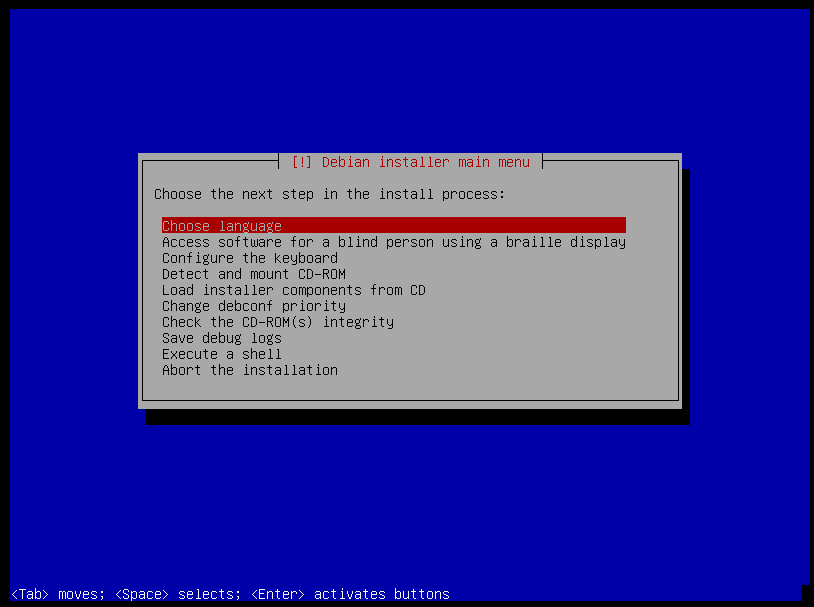 [!] Debian installer main menu
Choose the next step in the install process:
Choose language
Access software for a blind person using a braille display
Configure the keyboard
Detect and mount CD-ROM
Load installer components from CD
Change debconf priority
Check the CD-ROM(s) integrity
Save debug logs
Execute a shell
Abort the installation
<Tab> moves; <Space> selects; <Enter> activates buttons